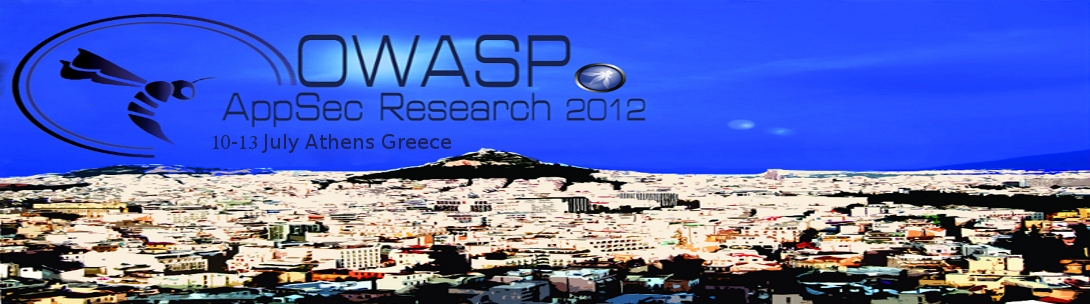 OWASP
AppSec Research 2012
10-13 July Athens Greece